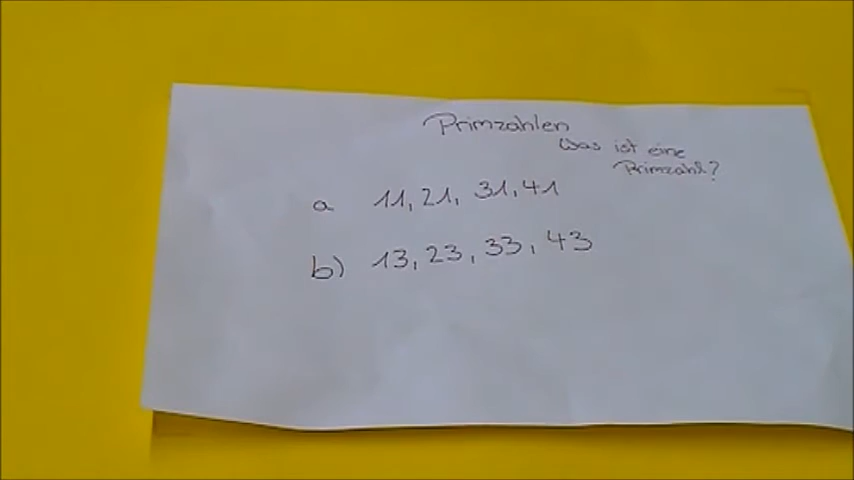 Primzahlen
Was ist eine
Primzahl?
a 11, 21, 31, 41
b) 13, 23, 33, 43